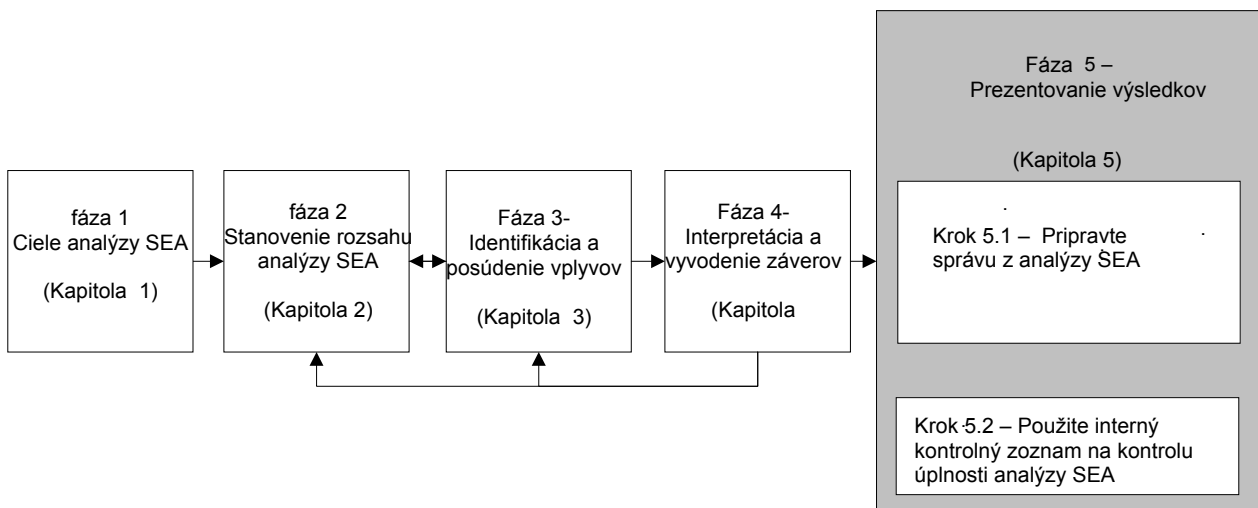 fáza 1
Ciele analýzy SEA
(Kapitola 1)
fáza 2
Stanovenie rozsahu
analýzy SEA
(Kapitola 2)
Fáza 3-
Identifikácia a
posúdenie vplyvov
(Kapitola 3)
Fáza 4-
Interpretácia a
vyvodenie záverov
(Kapitola
Fáza 5 –
Prezentovanie výsledkov
(Kapitola 5)
Krok 5.1 – Pripravte
správu z analýzy SEA
Krok 5.2 – Použite interný
kontrolný zoznam na kontrolu
úplnosti analýzy SEA